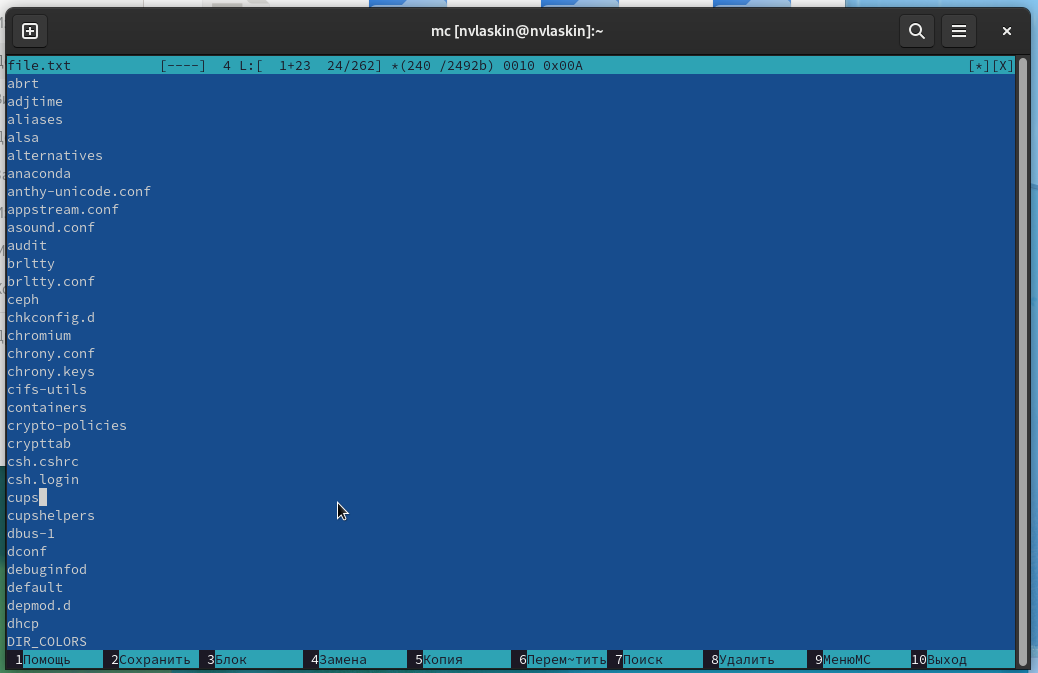 mc [nvlaskin@nvlaskin]:~
file.txt [----] 4 L:[ 1+23 24/262] *(240 /2492b) 0010 0x00A [*][X]
abrt
adjtime
aliases
alsa
alternatives
anaconda
anthy-unicode.conf
appstream.conf
asound.conf
audit
brltty
brltty.conf
ceph
chkconfig.d
chromium
chrony.conf
chrony.keys
cifs-utils
containers
crypto-policies
crypttab
csh.cshrc
csh.login
cups
cupshelpers
dbus-1
dconf
debuginfod
default
depmod.d
dhcp
DIR_COLORS
1Помощь 2Сохранить 3Блок 4Замена 5Копия 6Перем~тить 7Поиск 8Удалить 9МенюMC 10Выход